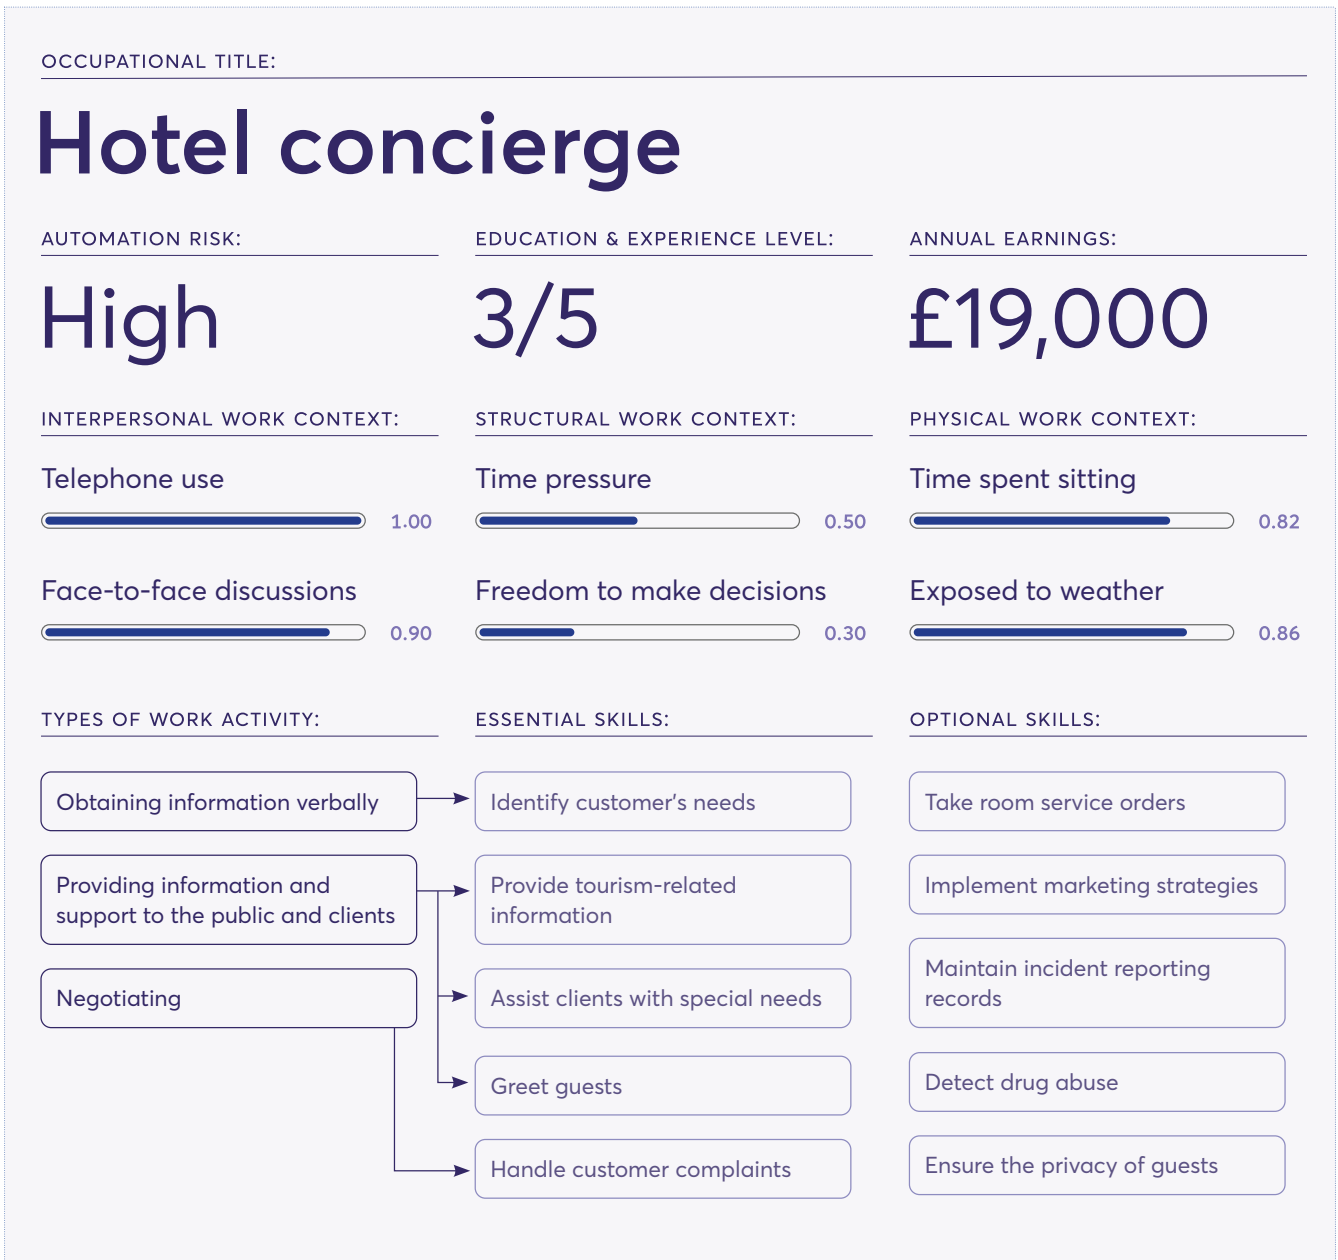 OCCUPATIONAL TITLE:
Hotel concierge
AUTOMATION RISK:
High
EDUCATION & EXPERIENCE LEVEL:
3/5
ANNUAL EARNINGS:
£19,000
INTERPERSONAL WORK CONTEXT:
Telephone use
1.00
Face-to-face discussions
0.90
STRUCTURAL WORK CONTEXT:
Time pressure
0.50
Freedom to make decisions
0.30
PHYSICAL WORK CONTEXT:
Time spent sitting
0.82
Exposed to weather
0.86
TYPES OF WORK ACTIVITY:
Obtaining information verbally
Providing information and
support to the public and clients
Negotiating
ESSENTIAL SKILLS:
Identify customer's needs
Provide tourism-related
information
Assist clients with special needs
Greet guests
Handle customer complaints
OPTIONAL SKILLS:
Take room service orders
Implement marketing strategies
Maintain incident reporting
records
Detect drug abuse
Ensure the privacy of guests